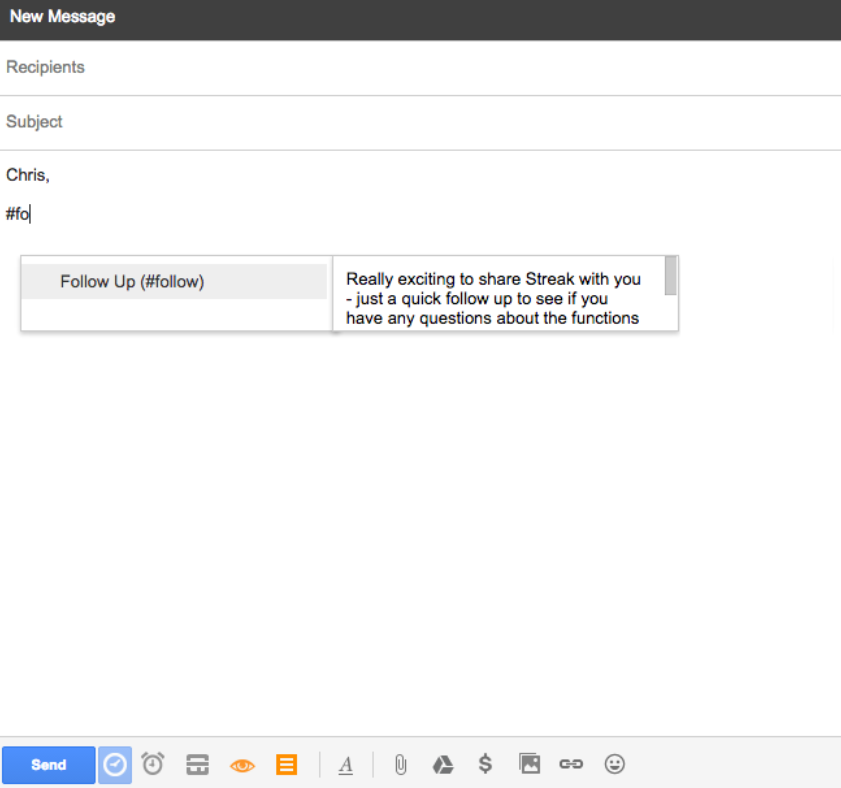 New Message
Recipients
Subject
Chris,
#fo
Follow Up (#follow)
Really exciting to share Streak with you
- just a quick follow up to see if you
have any questions about the functions
Send
A
$